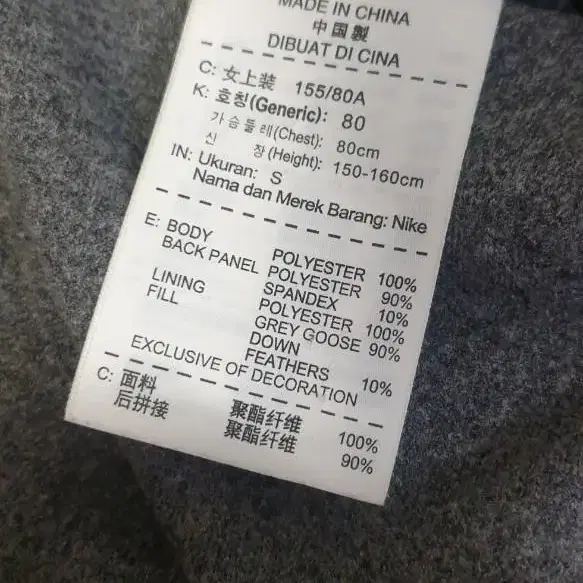 MADE IN CHINA
中国製
DIBUAT DI CINA
C: 女上装 155/80A
K: 호칭(Generic): 80
가슴둘레(Chest): 80cm
신 장(Height): 150-160cm
IN: Ukuran: S
Nama dan Merek Barang: Nike
E: BODY POLYESTER 100%
BACK PANEL POLYESTER 90%
SPANDEX 10%
LINING POLYESTER 100%
FILL GREY GOOSE 90%
DOWN
FEATHERS 10%
EXCLUSIVE OF DECORATION
C: 面料 聚酯纤维 100%
后拼接 聚酯纤维 90%